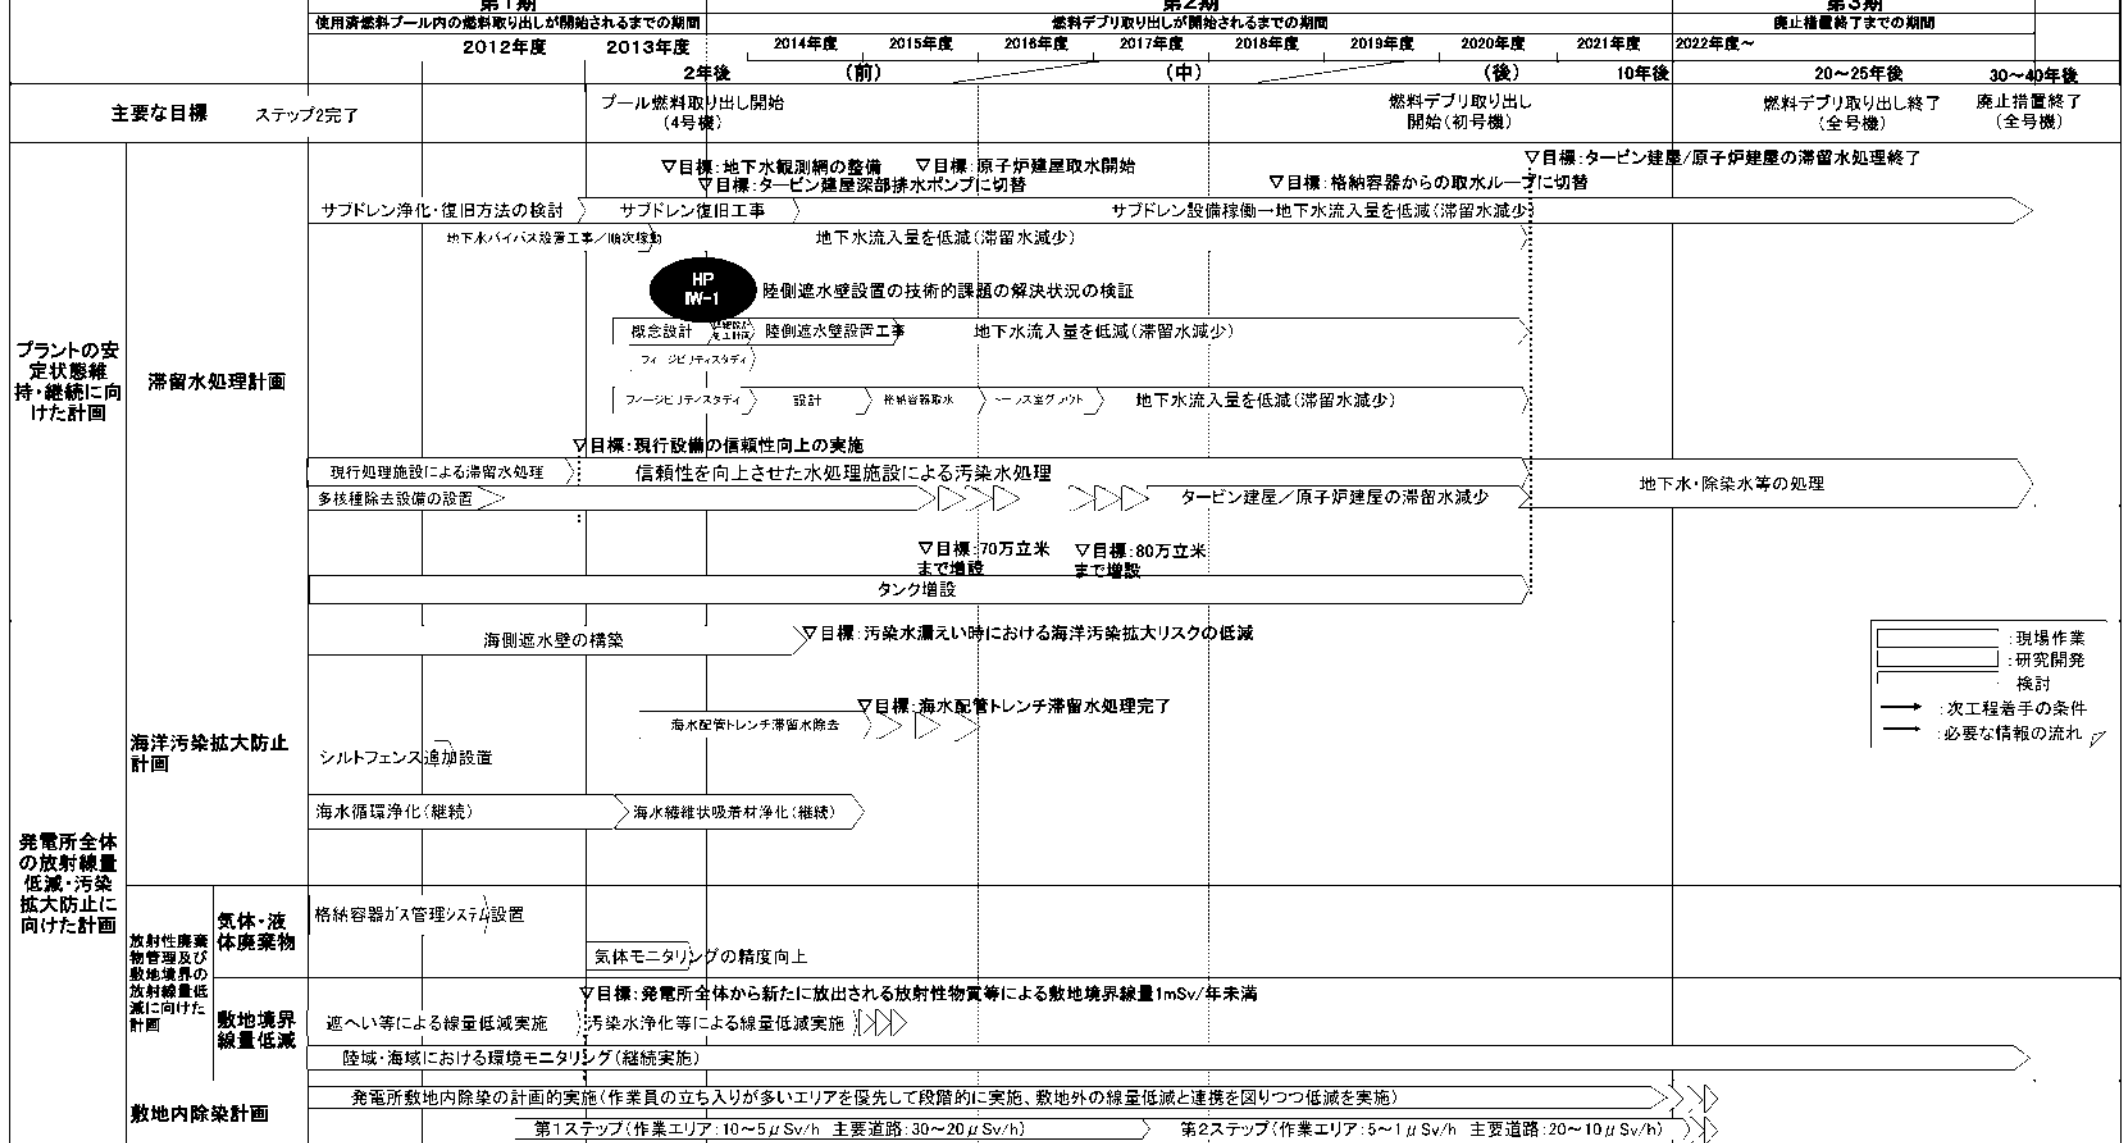 第1期
第2期
第3期
使用済燃料プール内の燃料取り出しが開始されるまでの期間
燃料デブリ取り出しが開始されるまでの期間
廃止措置終了までの期間
2012年度
2013年度
2014年度
2015年度
2016年度
2017年度
2018年度
2019年度
2020年度
2021年度
2022年度～
2年後
(前)
(中)
(後)
10年後
20～25年後
30～40年後
主要な目標
ステップ2完了
プール燃料取り出し開始
(4号機)
燃料デブリ取り出し
開始(初号機)
燃料デブリ取り出し終了
(全号機)
廃止措置終了
(全号機)
プラントの安
定状態維
持・継続に向
けた計画
滞留水処理計画
▽目標:地下水観測網の整備
▽目標:原子炉建屋取水開始
▽目標:タービン建屋/原子炉建屋の滞留水処理終了
▽目標:タービン建屋深部排水ポンプに切替
▽目標:格納容器からの取水ループに切替
サブドレン浄化・復旧方法の検討
サブドレン復旧工事
サブドレン設備稼働→地下水流入量を低減(滞留水減少)
地下水バイパス設置工事/順次稼動
地下水流入量を低減(滞留水減少)
HP
IW-1
陸側遮水壁設置の技術的課題の解決状況の検証
概念設計
陸側遮水壁設置工事
地下水流入量を低減(滞留水減少)
フィージビリティスタディ
フィージビリティスタディ
設計
格納容器取水
トーラス室グラウト
地下水流入量を低減(滞留水減少)
▽目標:現行設備の信頼性向上の実施
現行処理施設による滞留水処理
信頼性を向上させた水処理施設による汚染水処理
地下水・除染水等の処理
多核種除去設備の設置
タービン建屋/原子炉建屋の滞留水減少
▽目標:70万立米
まで増設
▽目標:80万立米
まで増設
タンク増設
発電所全体
の放射線量
低減・汚染
拡大防止に
向けた計画
海洋汚染拡大防止
計画
海側遮水壁の構築
▽目標:汚染水漏えい時における海洋汚染拡大リスクの低減
▽目標:海水配管トレンチ滞留水処理完了
海水配管トレンチ滞留水除去
シルトフェンス追加設置
海水循環浄化(継続)
海水繊維状吸着材浄化(継続)
:現場作業
:研究開発
検討
:次工程着手の条件
:必要な情報の流れ
放射性廃棄
物管理及び
敷地境界の
放射線量低
減に向けた
計画
気体・液
体廃棄物
格納容器ガス管理システム設置
気体モニタリングの精度向上
敷地境界
線量低減
▽目標:発電所全体から新たに放出される放射性物質等による敷地境界線量1mSv/年未満
遮へい等による線量低減実施
汚染水浄化等による線量低減実施
陸域・海域における環境モニタリング(継続実施)
敷地内除染計画
発電所敷地内除染の計画的実施(作業員の立ち入りが多いエリアを優先して段階的に実施、敷地外の線量低減と連携を図りつつ低減を実施)
第1ステップ(作業エリア:10～5μSv/h 主要道路:30～20μSv/h)
第2ステップ(作業エリア:5～1μSv/h 主要道路:20～10μSv/h)